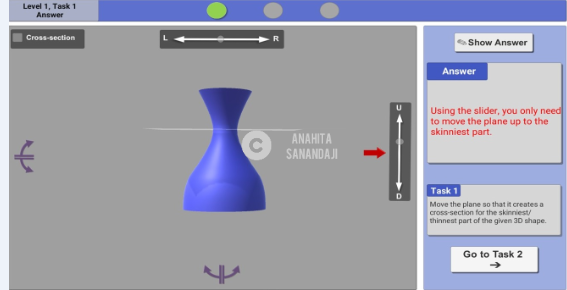 Level 1, Task 1
Answer
Cross-section
L R
Show Answer
Answer
Using the slider, you only need
to move the plane up to the
skinniest part.
U
D
C ANAHITA
SANANDAJI
Task 1
Move the plane so that it creates a
cross-section for the skinniest/
thinnest part of the given 3D shape.
Go to Task 2
→